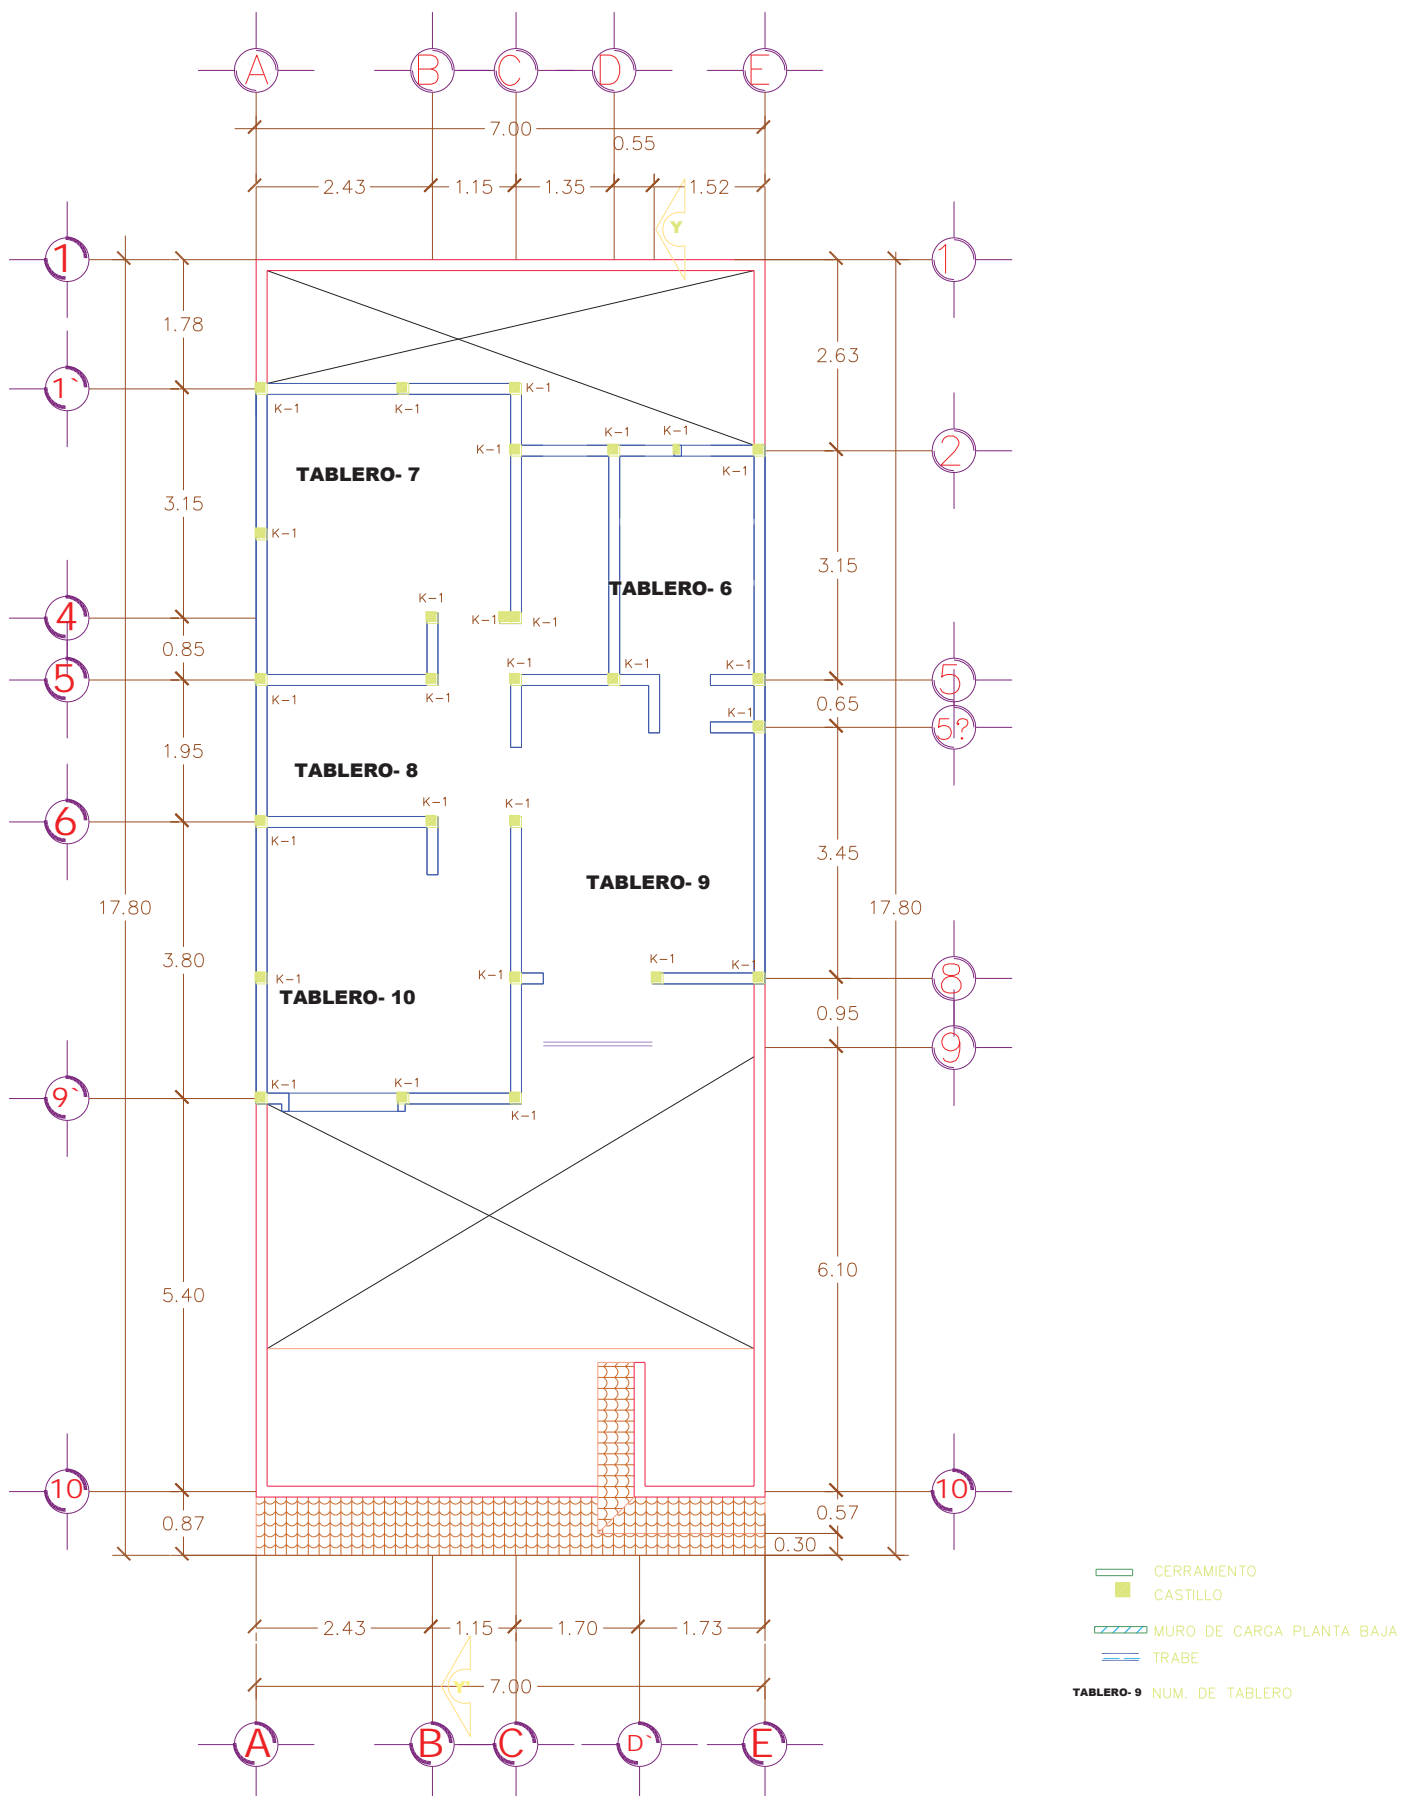 A B C D E
7.00
0.55
2.43 1.15 1.35 1.52
Y
1 1
1.78
2.63
1`
K-1
K-1 K-1
K-1 K-1
K-1
2
K-1
TABLERO- 7
3.15
K-1
3.15
TABLERO- 6
K-1
4
K-1 K-1
0.85
K-1 K-1 K-1
5 5
K-1 K-1
0.65
K-1
5?
1.95
TABLERO- 8
K-1 K-1
6
K-1
3.45
TABLERO- 9
17.80 17.80
3.80
K-1 K-1
K-1 K-1
8
TABLERO- 10
0.95
9
K-1 K-1
9`
K-1
6.10
5.40
10 10
0.57
0.87
0.30
CERRAMIENTO
CASTILLO
2.43 1.15 1.70 1.73
MURO DE CARGA PLANTA BAJA
TRABE
Y'
7.00
TABLERO- 9 NUM. DE TABLERO
A B C D` E